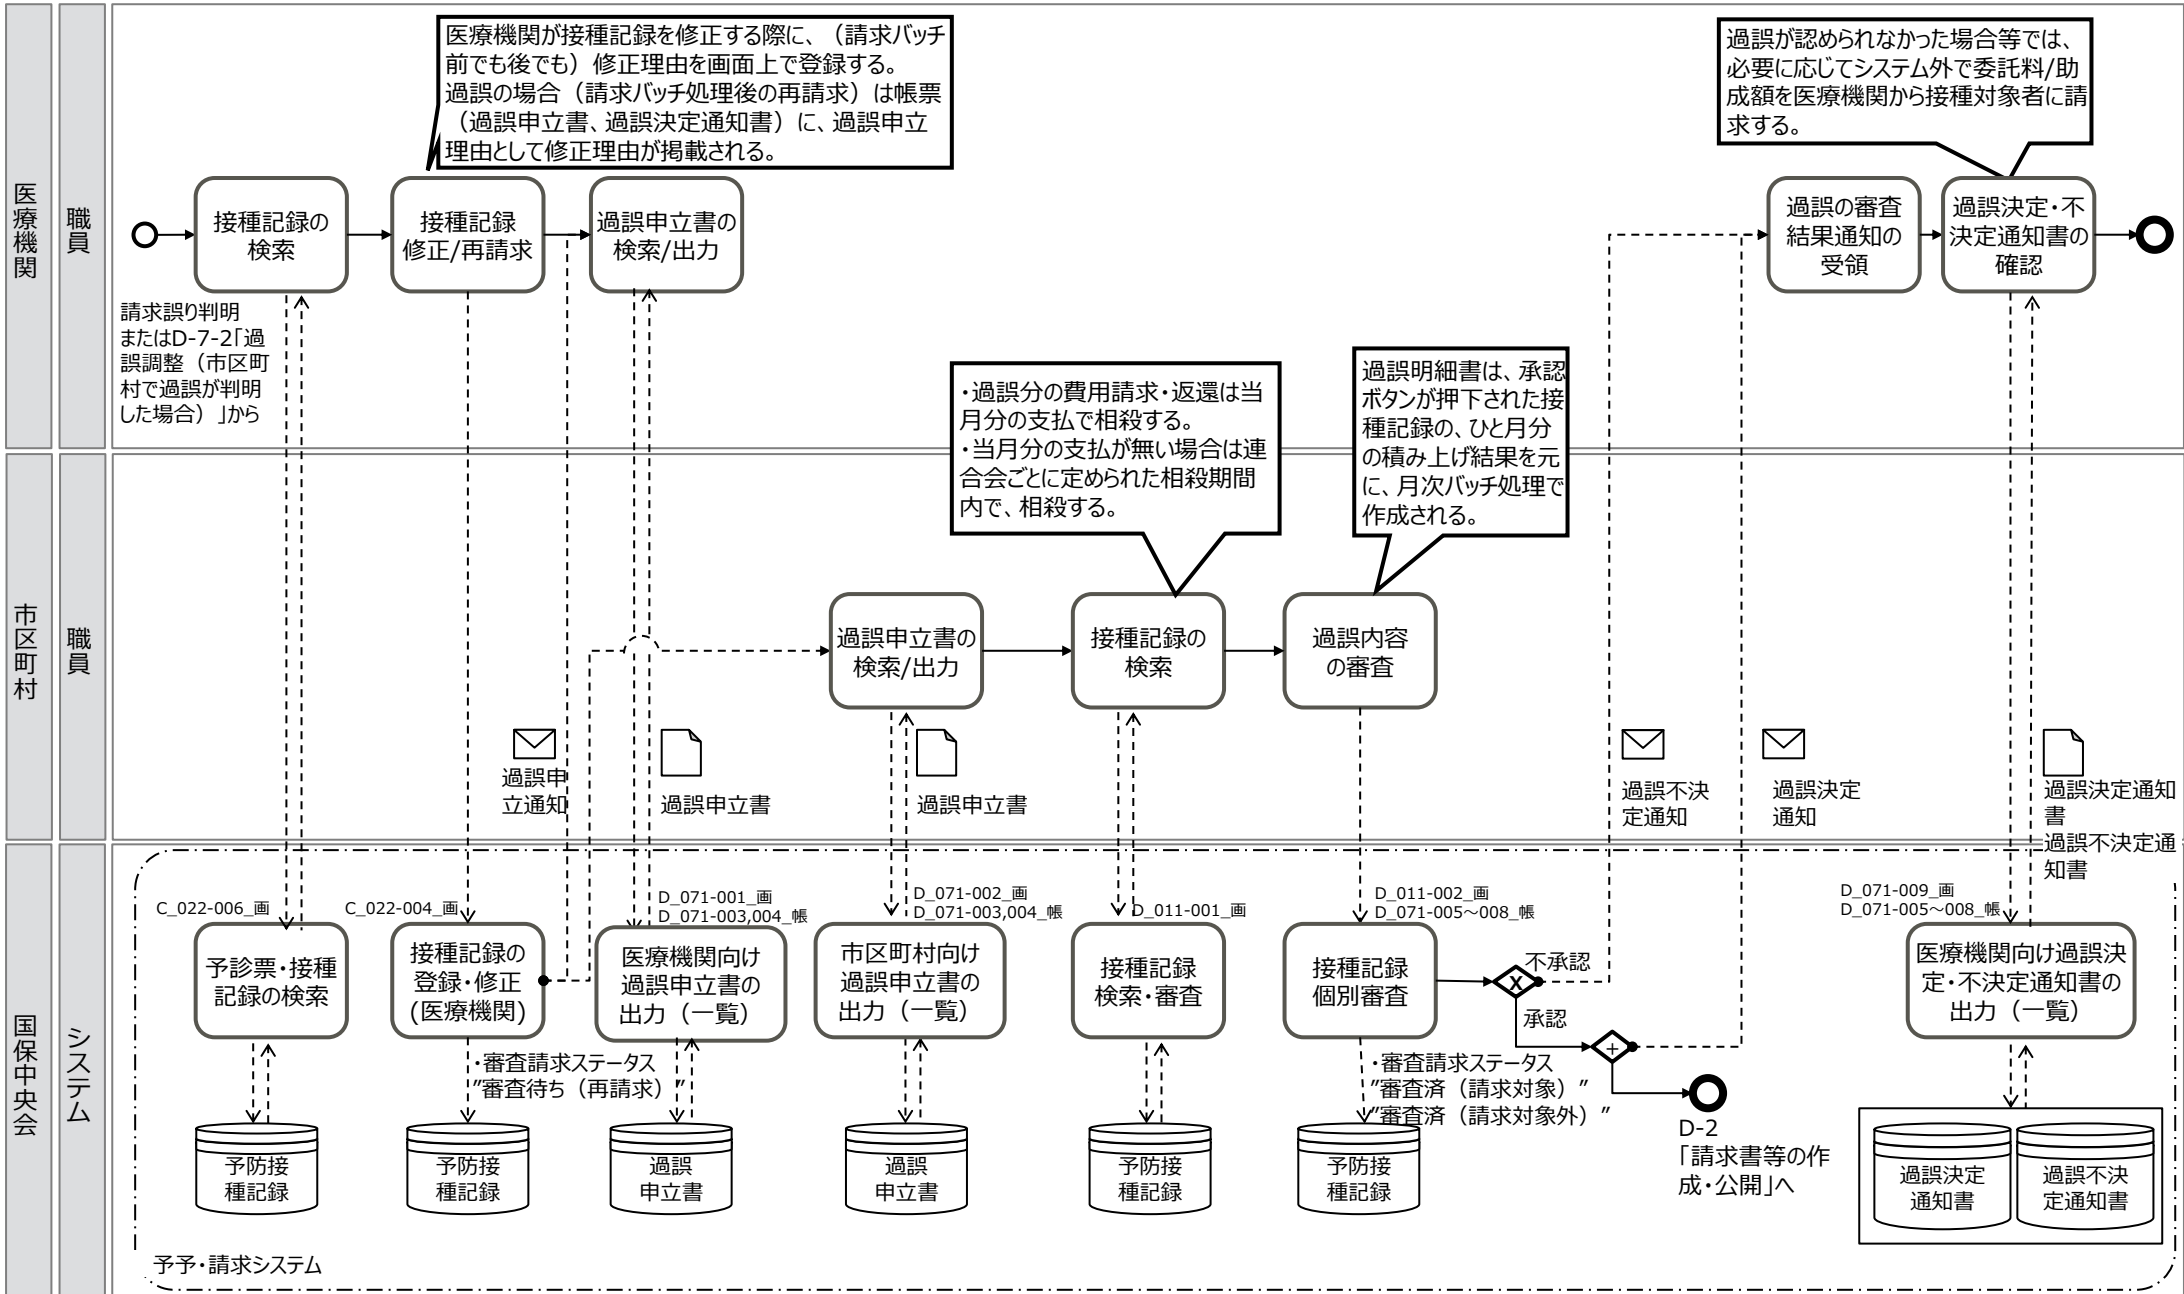 医療機関
職員
医療機関が接種記録を修正する際に、（請求バッチ
前でも後でも）修正理由を画面上で登録する。
過誤の場合（請求バッチ処理後の再請求）は帳票
（過誤申立書、過誤決定通知書）に、過誤申立
理由として修正理由が掲載される。
過誤が認められなかった場合等では、
必要に応じてシステム外で委託料/助
成額を医療機関から接種対象者に請
求する。
接種記録の
検索
接種記録
修正/再請求
過誤申立書の
検索/出力
過誤の審査
結果通知の
受領
過誤決定・不
決定通知書の
確認
請求誤り判明
またはD-7-2「過
誤調整（市区町
村で過誤が判明
した場合）」から
市区町村
職員
・過誤分の費用請求・返還は当
月分の支払で相殺する。
・当月分の支払が無い場合は連
合会ごとに定められた相殺期間
内で、相殺する。
過誤明細書は、承認
ボタンが押下された接
種記録の、ひと月分
の積み上げ結果を元
に、月次バッチ処理で
作成される。
過誤申立書の
検索/出力
接種記録の
検索
過誤内容
の審査
過誤申
立通知
過誤申立書
過誤申立書
過誤不決
定通知
過誤決定
通知
過誤決定通知
書
過誤不決定通
知書
国保中央会
システム
C_022-006_画
C_022-004_画
D_071-001_画
D_071-003,004_帳
D_071-002_画
D_071-003,004_帳
D_011-001_画
D_011-002_画
D_071-005～008_帳
D_071-009_画
D_071-005～008_帳
予診票・接種
記録の検索
接種記録の
登録・修正
(医療機関)
医療機関向け
過誤申立書の
出力（一覧）
市区町村向け
過誤申立書の
出力（一覧）
接種記録
検索・審査
接種記録
個別審査
X
不承認
承認
+
医療機関向け過誤決
定・不決定通知書の
出力（一覧）
・審査請求ステータス
”審査待ち（再請求）”
・審査請求ステータス
”審査済（請求対象）”
”審査済（請求対象外）”
D-2
「請求書等の作
成・公開」へ
予防接
種記録
予防接
種記録
過誤
申立書
過誤
申立書
予防接
種記録
予防接
種記録
過誤決定
通知書
過誤不決
定通知書
予予・請求システム